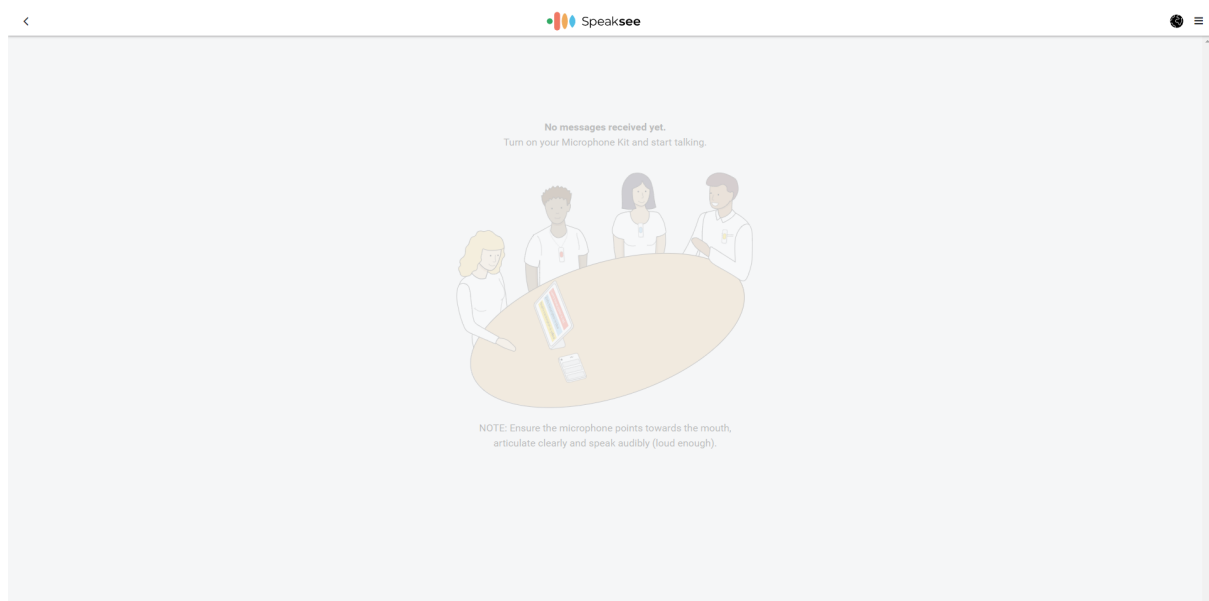 Speaksee
No messages received yet.
Turn on your Microphone Kit and start talking.
NOTE: Ensure the microphone points towards the mouth,
articulate clearly and speak audibly (loud enough).